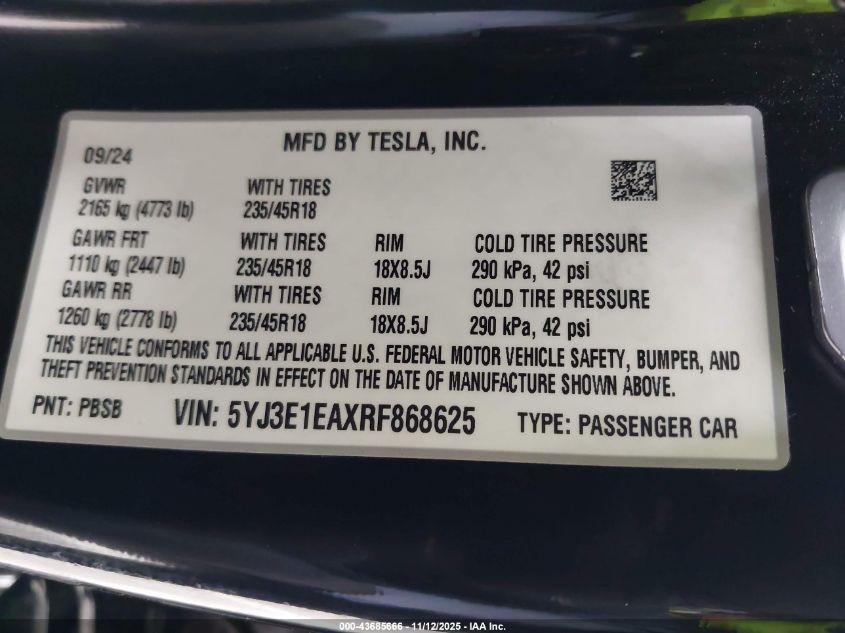 MFD BY TESLA, INC.
09/24
GVWR WITH TIRES
2165 kg (4773 lb) 235/45R18
GAWR FRT WITH TIRES RIM COLD TIRE PRESSURE
1110 kg (2447 lb) 235/45R18 18X8.5J 290 kPa, 42 psi
GAWR RR WITH TIRES RIM COLD TIRE PRESSURE
1260 kg (2778 lb) 235/45R18 18X8.5J 290 kPa, 42 psi
THIS VEHICLE CONFORMS TO ALL APPLICABLE U.S. FEDERAL MOTOR VEHICLE SAFETY, BUMPER, AND
THEFT PREVENTION STANDARDS IN EFFECT ON THE DATE OF MANUFACTURE SHOWN ABOVE.
PNT: PBSB VIN: 5YJ3E1EAXRF868625 TYPE: PASSENGER CAR
000-43685666 - 11/12/2025 - IAA Inc.